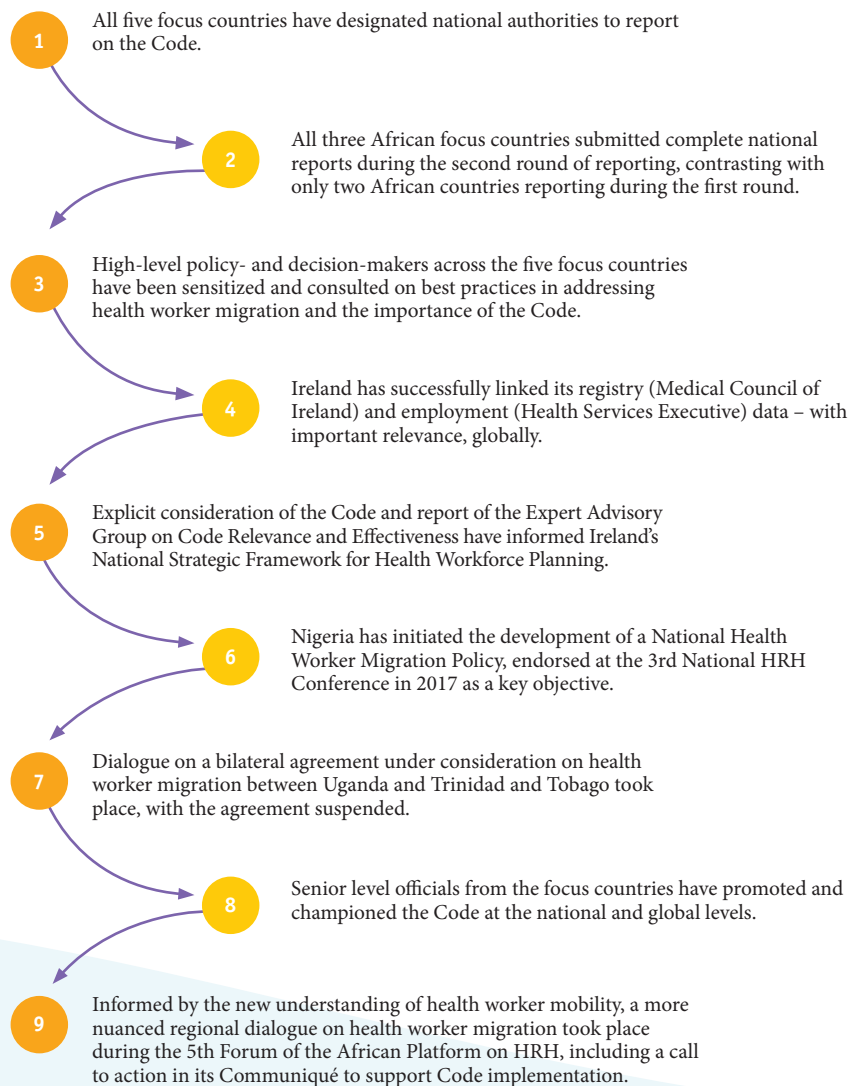 1
All five focus countries have designated national authorities to report
on the Code.
2
All three African focus countries submitted complete national
reports during the second round of reporting, contrasting with
only two African countries reporting during the first round.
3
High-level policy- and decision-makers across the five focus countries
have been sensitized and consulted on best practices in addressing
health worker migration and the importance of the Code.
4
Ireland has successfully linked its registry (Medical Council of
Ireland) and employment (Health Services Executive) data – with
important relevance, globally.
5
Explicit consideration of the Code and report of the Expert Advisory
Group on Code Relevance and Effectiveness have informed Ireland’s
National Strategic Framework for Health Workforce Planning.
6
Nigeria has initiated the development of a National Health
Worker Migration Policy, endorsed at the 3rd National HRH
Conference in 2017 as a key objective.
7
Dialogue on a bilateral agreement under consideration on health
worker migration between Uganda and Trinidad and Tobago took
place, with the agreement suspended.
8
Senior level officials from the focus countries have promoted and
championed the Code at the national and global levels.
9
Informed by the new understanding of health worker mobility, a more
nuanced regional dialogue on health worker migration took place
during the 5th Forum of the African Platform on HRH, including a call
to action in its Communiqué to support Code implementation.